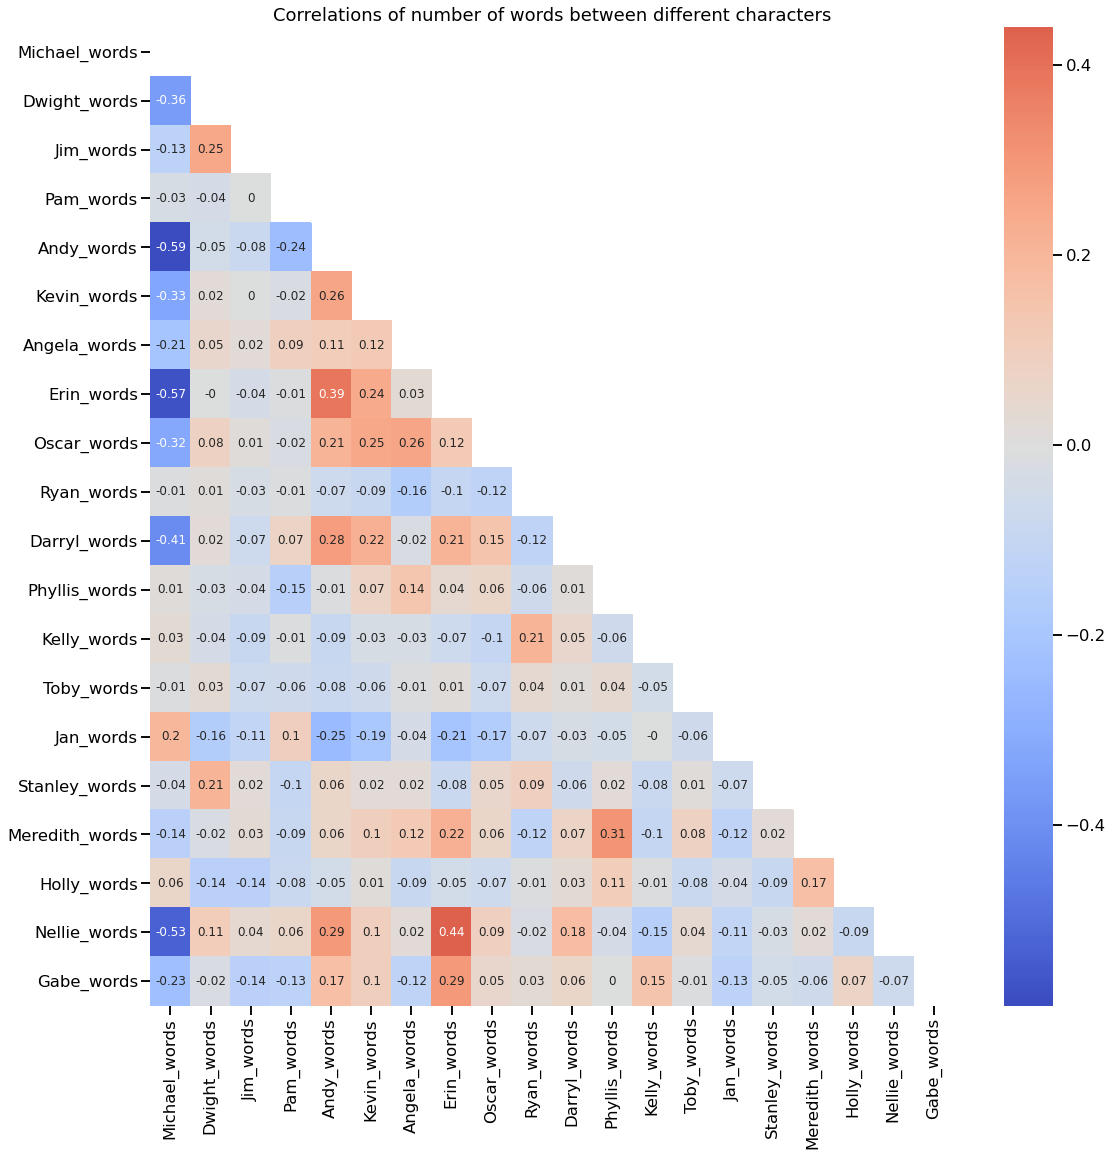 Correlations of number of words between different characters
Michael_words
Dwight_words -0.36
Jim_words -0.13 0.25
Pam_words -0.03 -0.04 0
Andy_words -0.59 -0.05 -0.08 -0.24
Kevin_words -0.33 0.02 0 -0.02 0.26
Angela_words -0.21 0.05 0.02 0.09 0.11 0.12
Erin_words -0.57 -0 -0.04 -0.01 0.39 0.24 0.03
Oscar_words -0.32 0.08 0.01 -0.02 0.21 0.25 0.26 0.12
Ryan_words -0.01 0.01 -0.03 -0.01 -0.07 -0.09 -0.16 -0.1 -0.12
Darryl_words -0.41 0.02 -0.07 0.07 0.28 0.22 -0.02 0.21 0.15 -0.12
Phyllis_words 0.01 -0.03 -0.04 -0.15 -0.01 0.07 0.14 0.04 0.06 -0.06 0.01
Kelly_words 0.03 -0.04 -0.09 -0.01 -0.09 -0.03 -0.03 -0.07 -0.1 0.21 0.05 -0.06
Toby_words -0.01 0.03 -0.07 -0.06 -0.08 -0.06 -0.01 0.01 -0.07 0.04 0.01 0.04 -0.05
Jan_words 0.2 -0.16 -0.11 0.1 -0.25 -0.19 -0.04 -0.21 -0.17 -0.07 -0.03 -0.05 -0 -0.06
Stanley_words -0.04 0.21 0.02 -0.1 0.06 0.02 0.02 -0.08 0.05 0.09 -0.06 0.02 -0.08 0.01 -0.07
Meredith_words -0.14 -0.02 0.03 -0.09 0.06 0.1 0.12 0.22 0.06 -0.12 0.07 0.31 -0.1 0.08 -0.12 0.02
Holly_words 0.06 -0.14 -0.14 -0.08 -0.05 0.01 -0.09 -0.05 -0.07 -0.01 0.03 0.11 -0.01 -0.08 -0.04 -0.09 0.17
Nellie_words -0.53 0.11 0.04 0.06 0.29 0.1 0.02 0.44 0.09 -0.02 0.18 -0.04 -0.15 0.04 -0.11 -0.03 0.02 -0.09
Gabe_words -0.23 -0.02 -0.14 -0.13 0.17 0.1 -0.12 0.29 0.05 0.03 0.06 0 0.15 -0.01 -0.13 -0.05 -0.06 0.07 -0.07
Michael_words
Dwight_words
Jim_words
Pam_words
Andy_words
Kevin_words
Angela_words
Erin_words
Oscar_words
Ryan_words
Darryl_words
Phyllis_words
Kelly_words
Toby_words
Jan_words
Stanley_words
Meredith_words
Holly_words
Nellie_words
Gabe_words
0.4
0.2
0.0
−0.2
−0.4